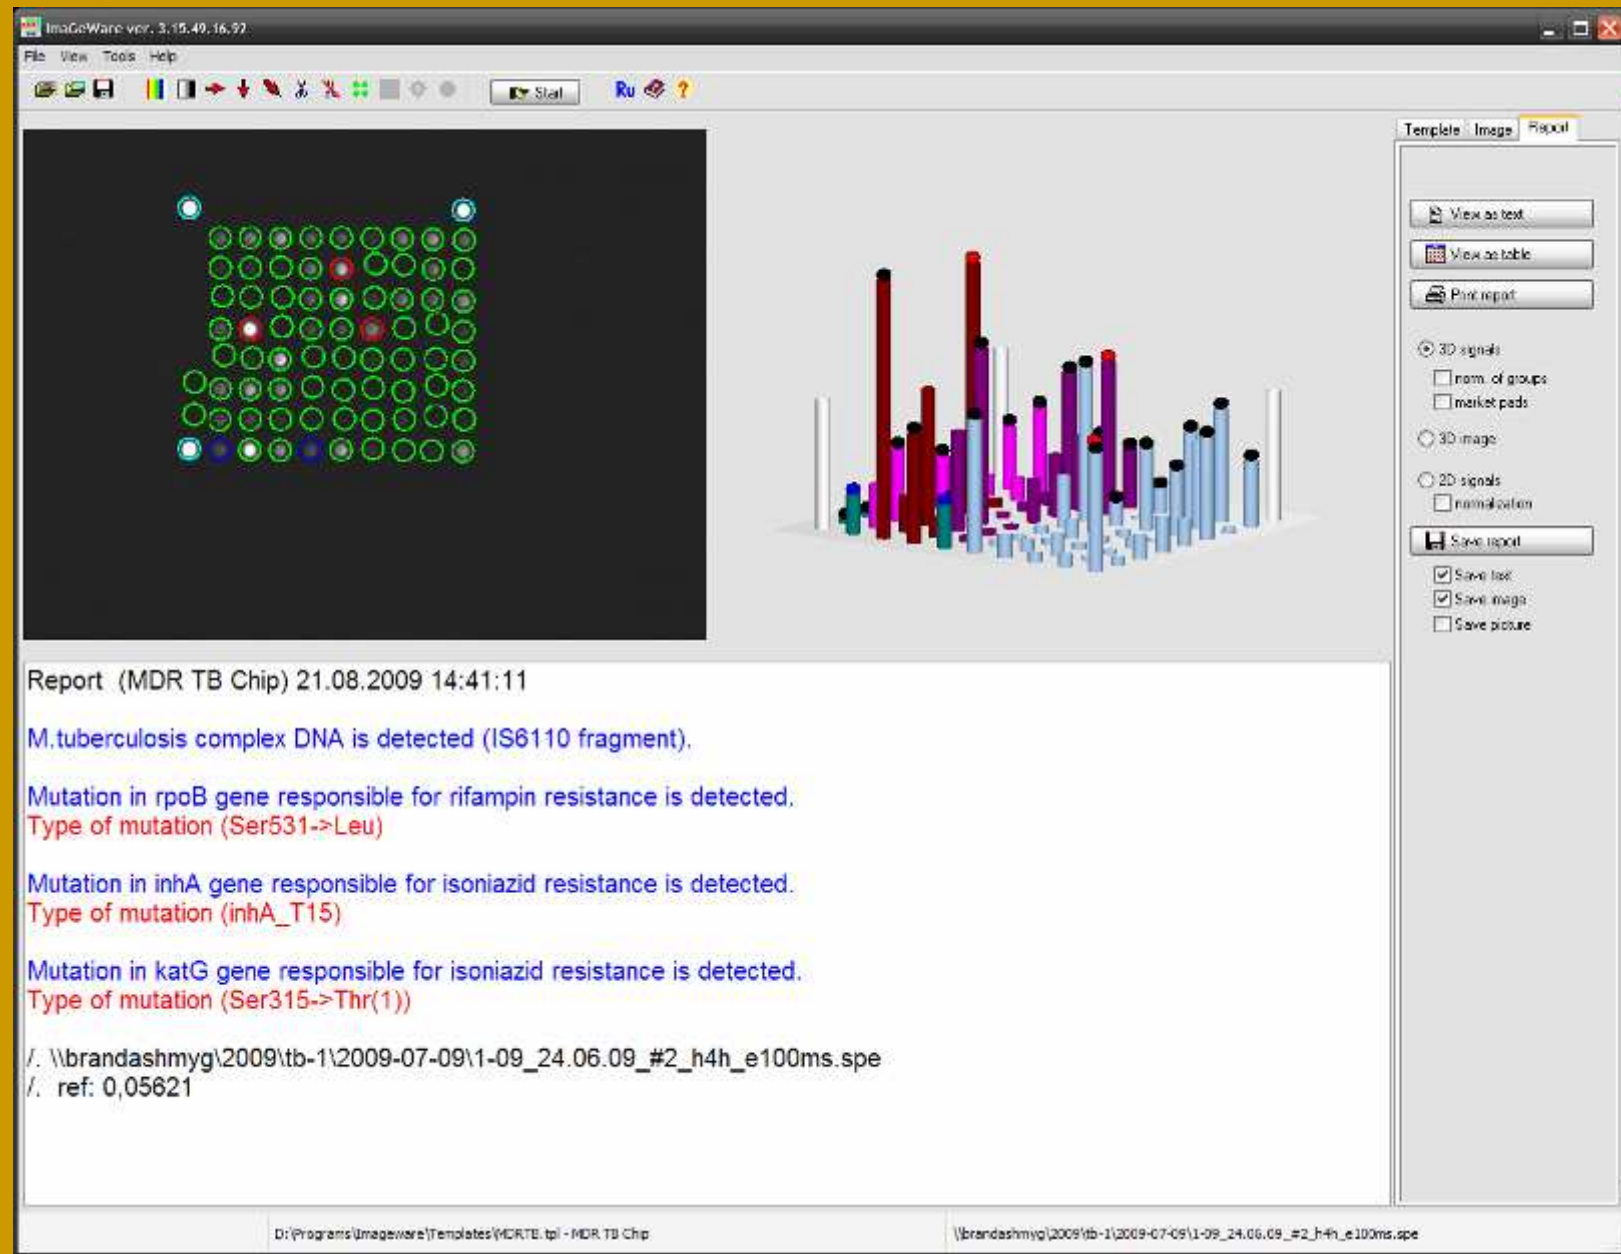 ImaGeWare ver. 3.15.49.16.92
File View Tools Help
Start Ru ?
Template Image Report
View as text
View as table
Print report
3D signals
norm. of groups
market pads
3D image
2D signals
normalization
Save report
Save text
Save image
Save picture
Report (MDR TB Chip) 21.08.2009 14:41:11
M.tuberculosis complex DNA is detected (IS6110 fragment).
Mutation in rpoB gene responsible for rifampin resistance is detected.
Type of mutation (Ser531->Leu)
Mutation in inhA gene responsible for isoniazid resistance is detected.
Type of mutation (inhA_T15)
Mutation in katG gene responsible for isoniazid resistance is detected.
Type of mutation (Ser315->Thr(1))
/. \\brandashmyg\2009\tb-1\2009-07-09\1-09_24.06.09_#2_h4h_e100ms.spe
/. ref: 0,05621
D:\Programs\Imageware\Templates\MDRTB.tpl - MDR TB Chip \\brandashmyg\2009\tb-1\2009-07-09\1-09_24.06.09_#2_h4h_e100ms.spe